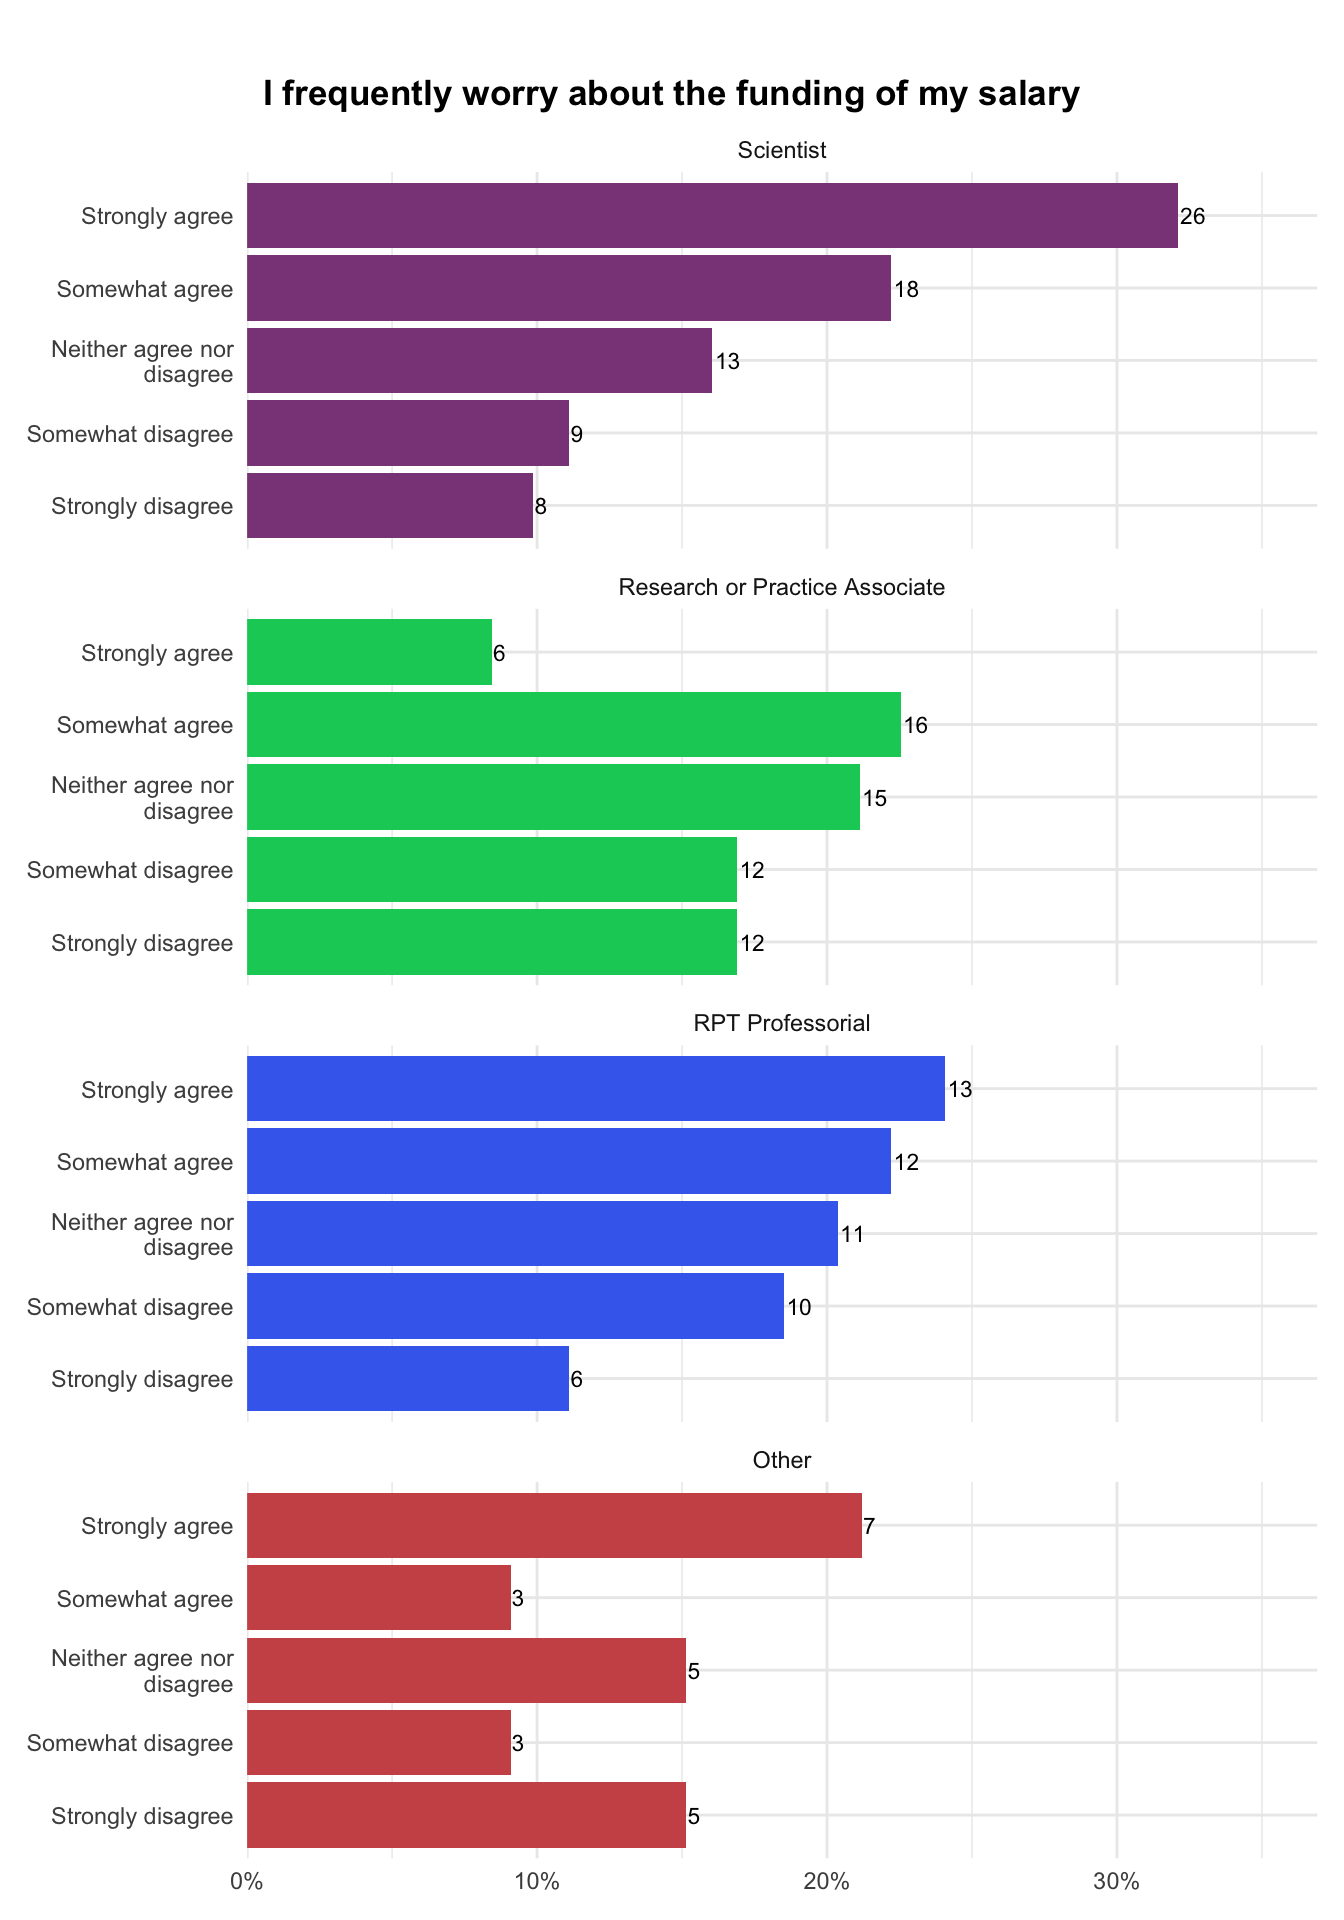 I frequently worry about the funding of my salary
Scientist
Strongly agree
26
Somewhat agree
18
Neither agree nor
disagree
13
Somewhat disagree
9
Strongly disagree
8
Research or Practice Associate
Strongly agree
6
Somewhat agree
16
Neither agree nor
disagree
15
Somewhat disagree
12
Strongly disagree
12
RPT Professorial
Strongly agree
13
Somewhat agree
12
Neither agree nor
disagree
11
Somewhat disagree
10
Strongly disagree
6
Other
Strongly agree
7
Somewhat agree
3
Neither agree nor
disagree
5
Somewhat disagree
3
Strongly disagree
5
0% 10% 20% 30%